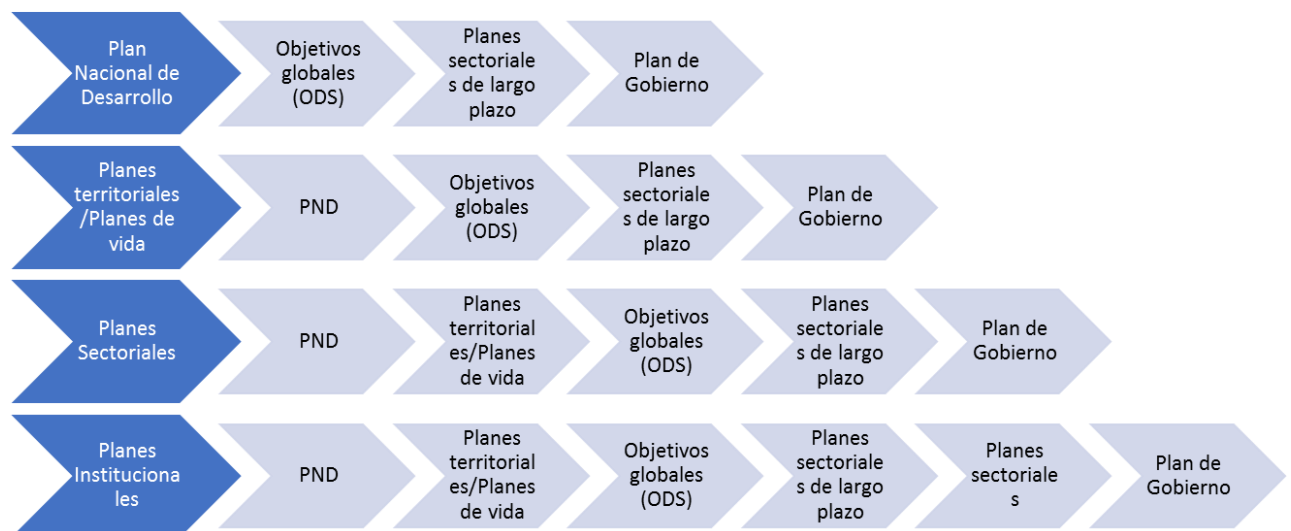 Plan
Nacional de
Desarrollo
Objetivos
globales
(ODS)
Planes
sectoriale
s de largo
plazo
Plan de
Gobierno
Planes
territoriales
/Planes de
vida
PND
Objetivos
globales
(ODS)
Planes
sectoriale
s de largo
plazo
Plan de
Gobierno
Planes
Sectoriales
PND
Planes
territorial
es/Planes
de vida
Objetivos
globales
(ODS)
Planes
sectoriale
s de largo
plazo
Plan de
Gobierno
Planes
Instituciona
les
PND
Planes
territorial
es/Planes
de vida
Objetivos
globales
(ODS)
Planes
sectoriale
s de largo
plazo
Planes
sectoriale
s
Plan de
Gobierno